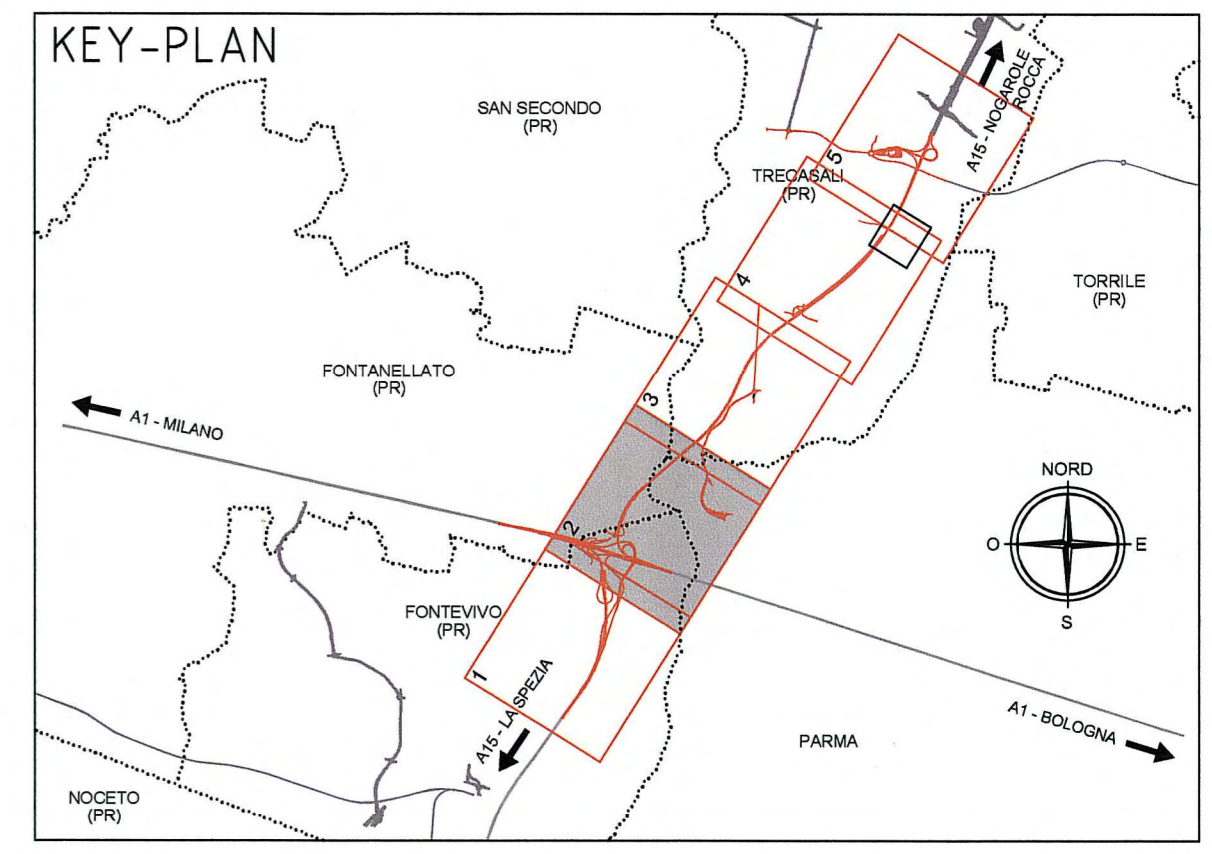 KEY-PLAN
SAN SECONDO
(PR)
A15 - NOGAROLE
ROCCA
5
TRECASALI
(PR)
4
TORRILE
(PR)
FONTANELLATO
(PR)
3
A1 - MILANO
NORD
O
E
S
2
FONTEVIVO
(PR)
1
A15 - LA SPEZIA
A1 - BOLOGNA
PARMA
NOCETO
(PR)